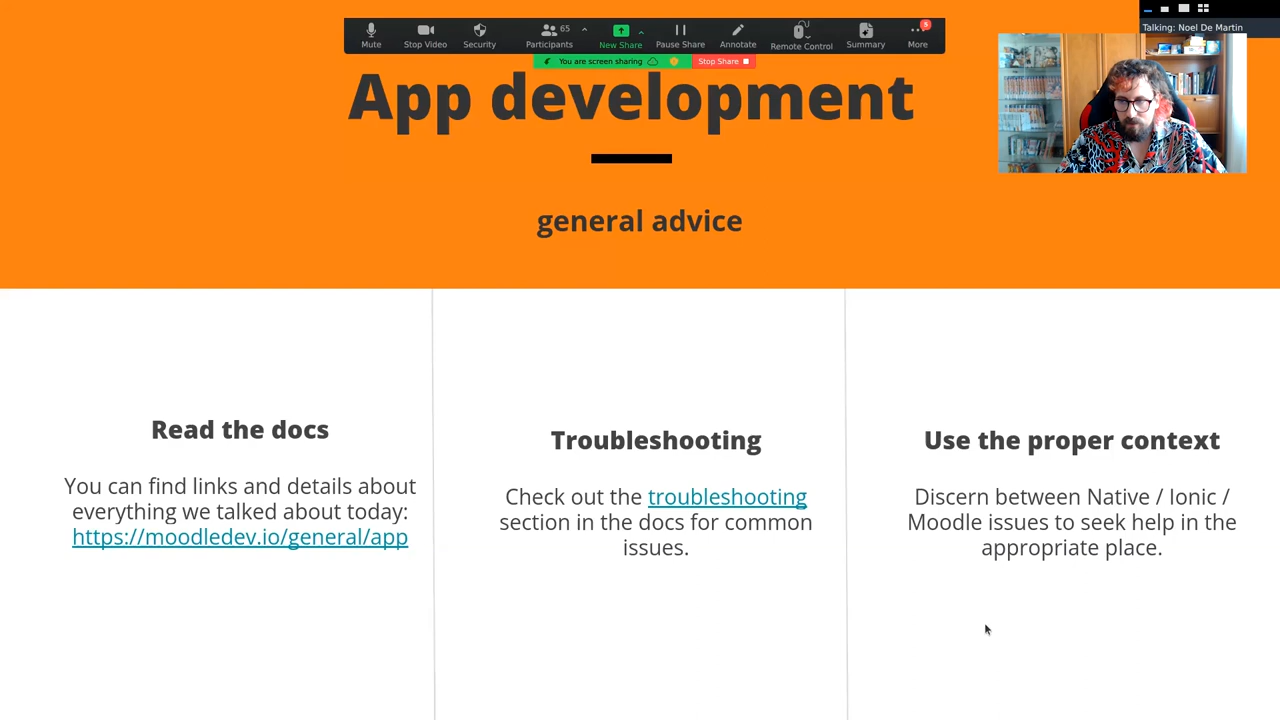 Talking: Noel De Martin
65
5
Mute
Stop Video
Security
Participants
New Share
Pause Share
Annotate
Remote Control
Summary
More
You are screen sharing
Stop Share
App development
general advice
Read the docs
You can find links and details about
everything we talked about today:
https://moodledev.io/general/app
Troubleshooting
Check out the troubleshooting
section in the docs for common
issues.
Use the proper context
Discern between Native / Ionic /
Moodle issues to seek help in the
appropriate place.